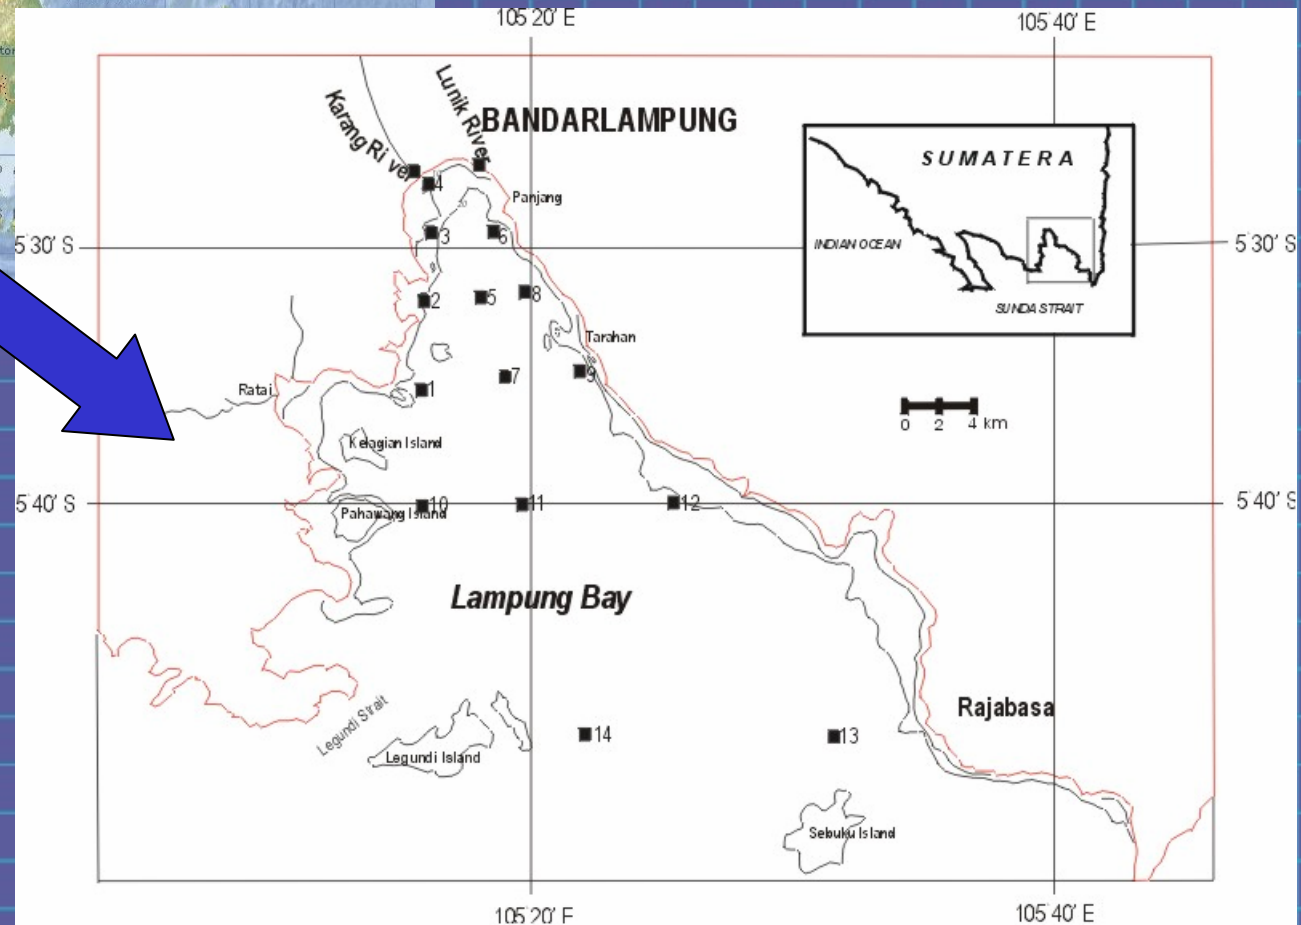 105°20' E
105°40' E
Karang River
Lunik River
BANDARLAMPUNG
SUMATERA
INDIAN OCEAN
SUNDA STRAIT
4
Panjang
20
3
6
5°30' S
5°30' S
2
5
8
5
Tarahan
Ratai
1
7
9
0 2 4 km
Kelagian Island
5°40' S
10
11
12
5°40' S
Pahawang Island
Lampung Bay
Legundi Strait
Rajabasa
14
13
Legundi Island
Sebuku Island
105°20' E
105°40' E